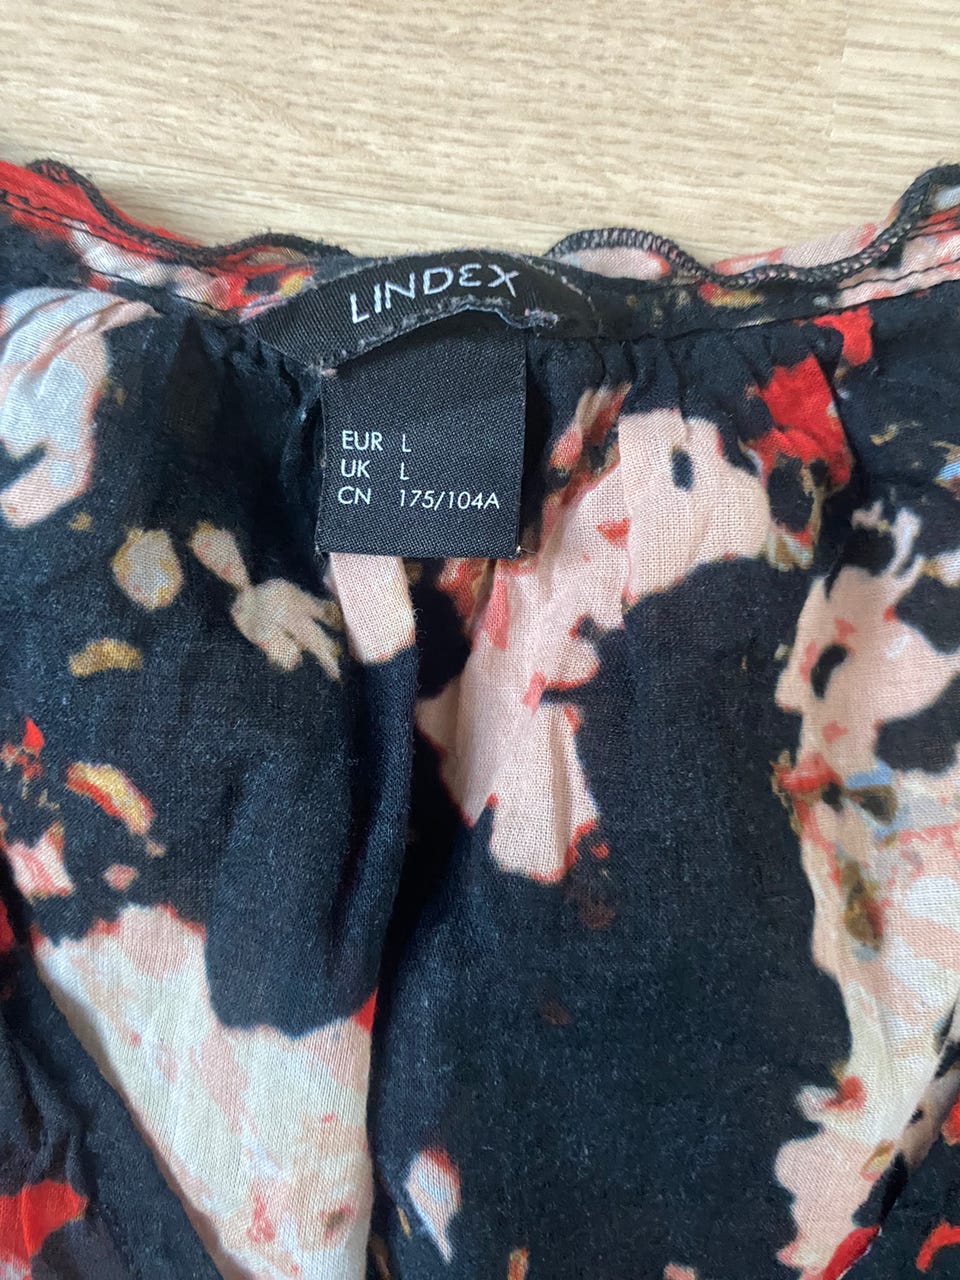 LINDEX
EUR L
UK L
CN 175/104A